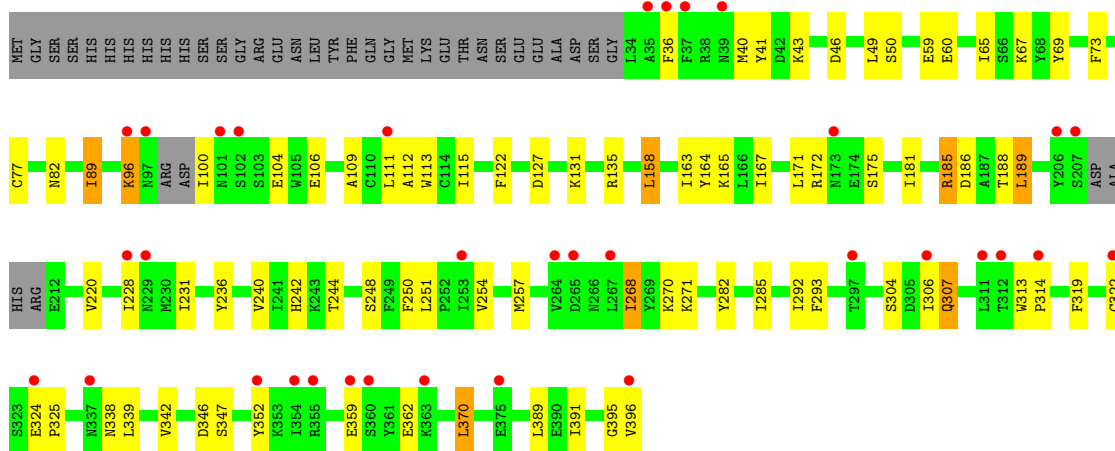 MET GLY SER SER HIS HIS HIS HIS HIS HIS SER SER GLY ARG GLU ASN LEU TYR PHE GLN GLY MET LYS GLU THR ASN SER GLU GLU ALA ASP SER GLY L34 A35 F36 F37 R38 N39 M40 Y41 D42 K43 D46 L49 S50 E59 E60 I65 S66 K67 Y68 Y69 F73
C77 N82 I89 K96 N97 ARG ASP I100 N101 S102 S103 E104 W105 E106 A109 C110 L111 A112 W113 C114 I115 F122 D127 K131 R135 L158 I163 Y164 K165 L166 I167 L171 R172 N173 E174 S175 I181 R185 D186 A187 T188 L189 Y206 S207 ASP ALA
HIS ARG E212 V220 I228 N229 M230 I231 Y236 V240 I241 H242 K243 T244 S248 F249 F250 L251 P252 I253 V254 M257 V264 D265 N266 L267 I268 Y269 K270 K271 Y282 I285 I292 F293 T297 S304 D305 I306 Q307 L311 T312 W313 P314 F319
S323 E324 P325 N337 N338 L339 V342 D346 S347 Y352 K353 I354 R355 E359 S360 Y361 E362 K363 L370 E375 L389 E390 I391 G395 V396